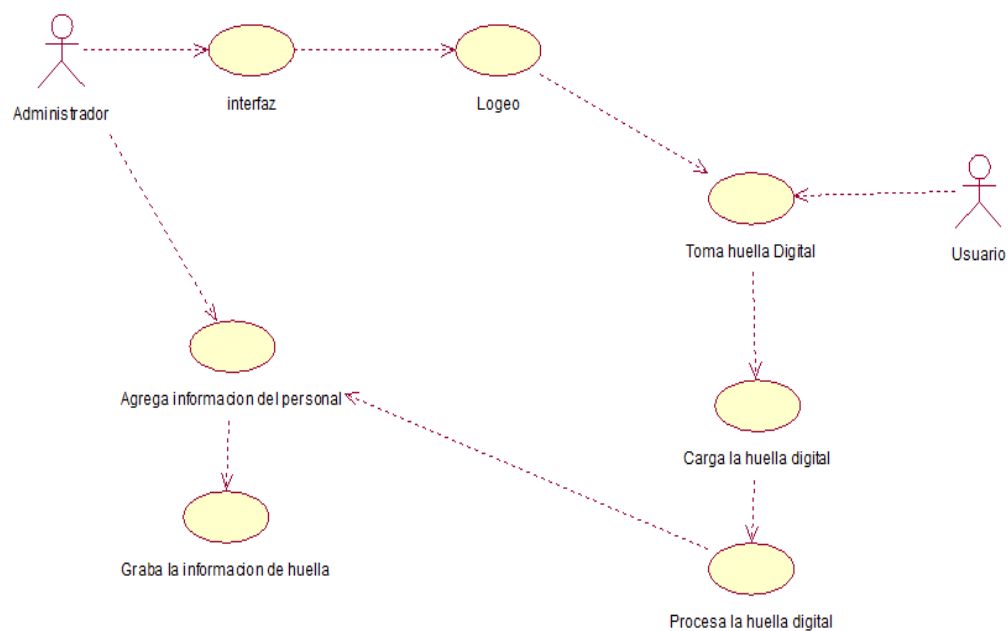 Administrador
interfaz
Logeo
Toma huella Digital
Usuario
Agrega informacion del personal
Carga la huella digital
Graba la informacion de huella
Procesa la huella digital